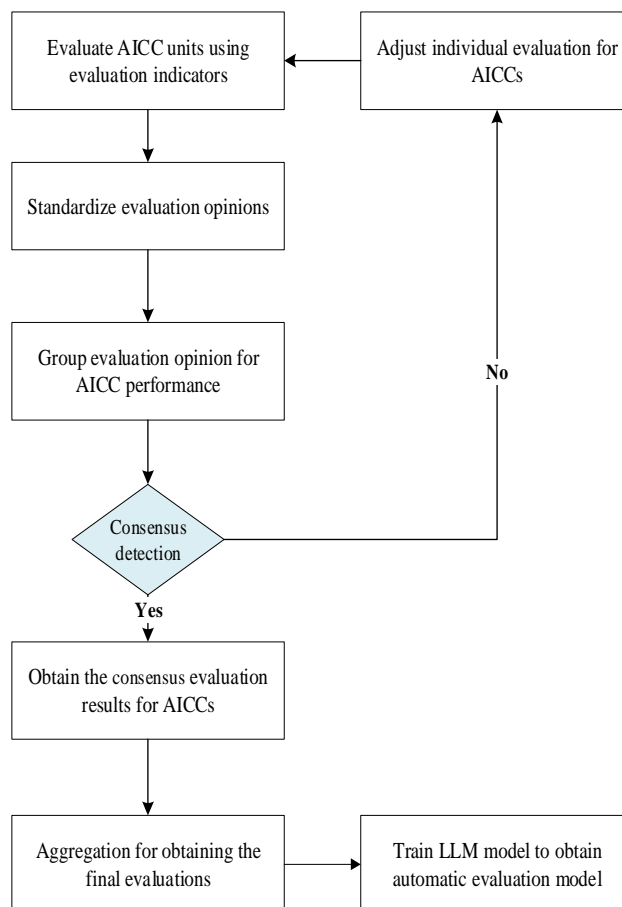 Evaluate AICC units using
evaluation indicators
Adjust individual evaluation for
AICCs
Standardize evaluation opinions
Group evaluation opinion for
AICC performance
No
Consensus
detection
Yes
Obtain the consensus evaluation
results for AICCs
Aggregation for obtaining the
final evaluations
Train LLM model to obtain
automatic evaluation model